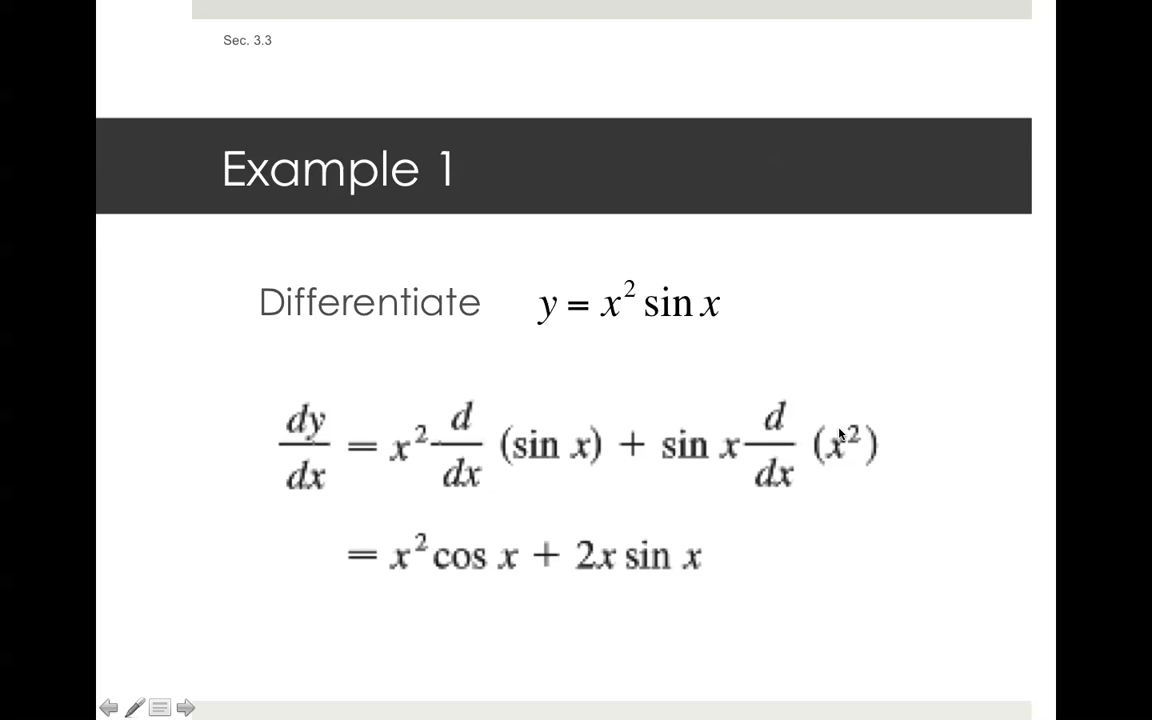 Sec. 3.3
Example 1
Differentiate y = x² sin x
dy/dx = x² d/dx (sin x) + sin x d/dx (x²)
= x² cos x + 2x sin x